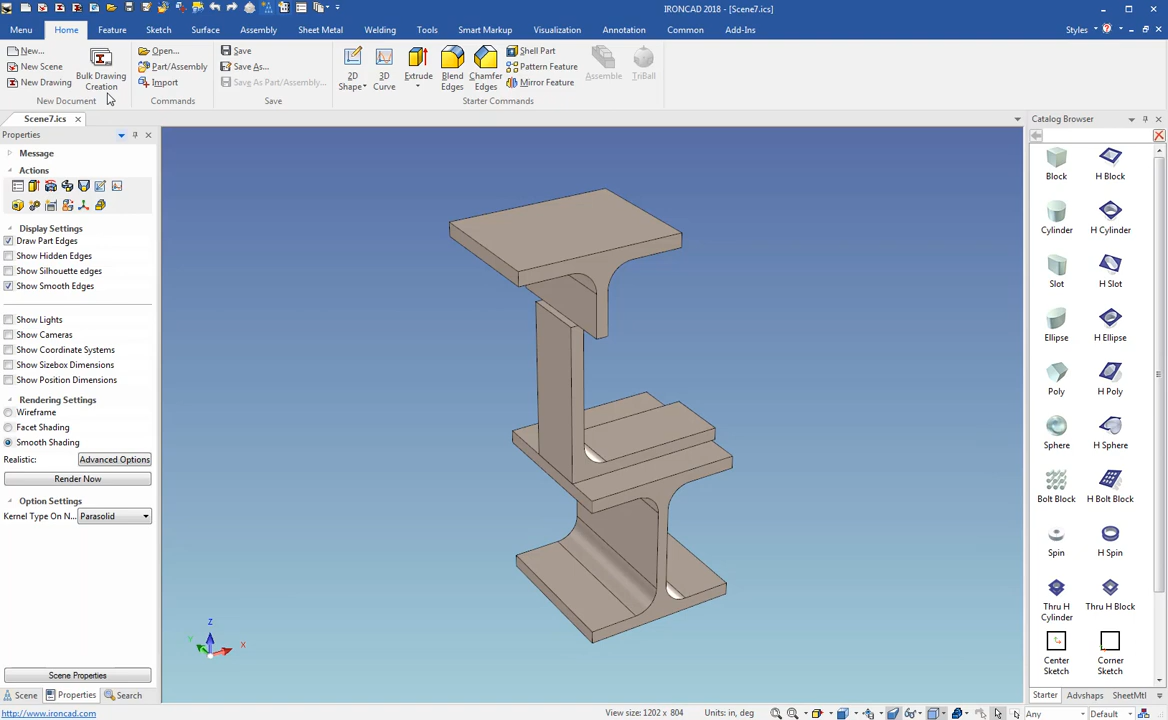 IRONCAD 2018 - [Scene7.ics]
Menu Home Feature Sketch Surface Assembly Sheet Metal Welding Tools Smart Markup Visualization Annotation Common Add-Ins Styles
New...
New Scene
New Drawing
Bulk Drawing
Creation
New Document
Open...
Part/Assembly
Import
Commands
Save
Save As...
Save As Part/Assembly...
Save
2D
Shape
3D
Curve
Extrude
Blend
Edges
Chamfer
Edges
Shell Part
Pattern Feature
Mirror Feature
Assemble
TriBall
Starter Commands
Scene7.ics
Properties
Message
Actions
Display Settings
Draw Part Edges
Show Hidden Edges
Show Silhouette edges
Show Smooth Edges
Show Lights
Show Cameras
Show Coordinate Systems
Show Sizebox Dimensions
Show Position Dimensions
Rendering Settings
Wireframe
Facet Shading
Smooth Shading
Realistic: Advanced Options
Render Now
Option Settings
Kernel Type On N... Parasolid
Scene Properties
Scene Properties Search
Z
Y
X
Catalog Browser
Block H Block
Cylinder H Cylinder
Slot H Slot
Ellipse H Ellipse
Poly H Poly
Sphere H Sphere
Bolt Block H Bolt Block
Spin H Spin
Thru H
Cylinder
Thru H Block
Center
Sketch
Corner
Sketch
Starter Advshaps SheetMtl
http://www.ironcad.com
View size: 1202 x 804
Units: in, deg
Any
Default